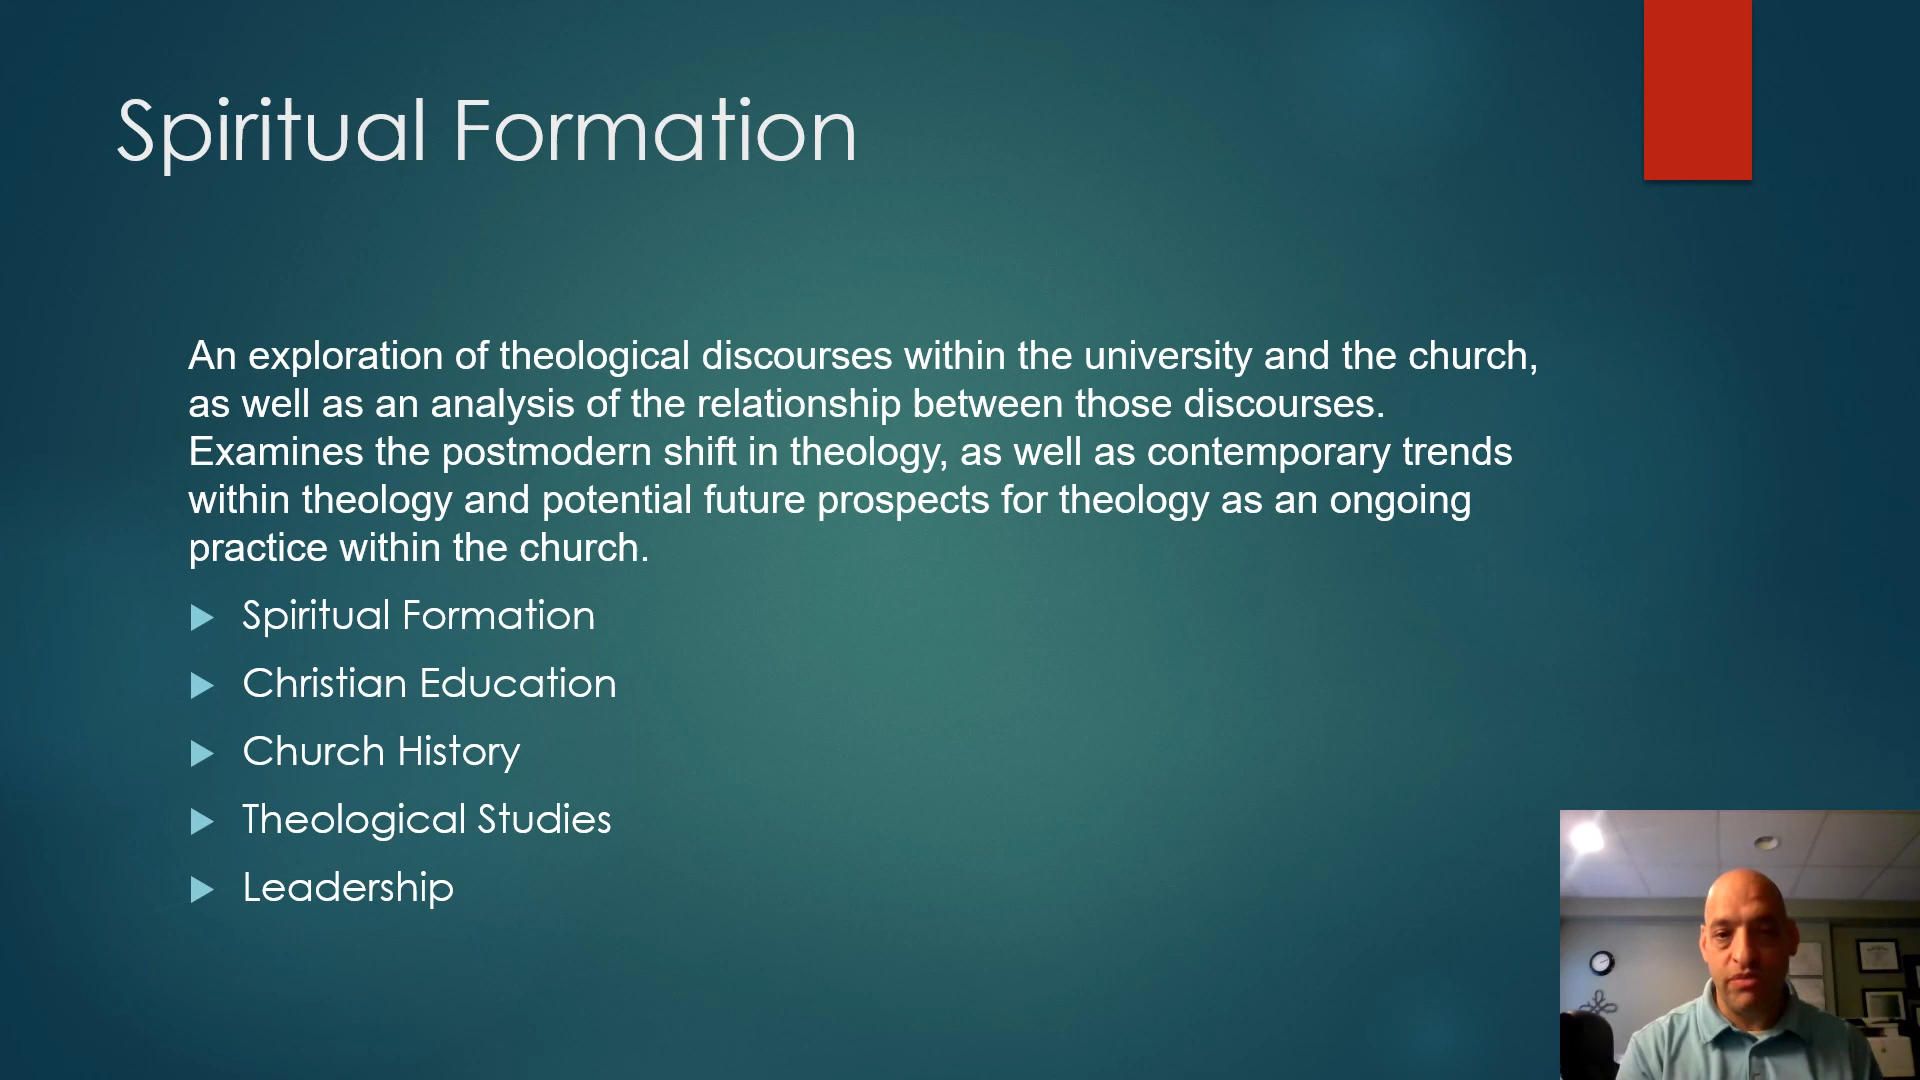 Spiritual Formation
An exploration of theological discourses within the university and the church,
as well as an analysis of the relationship between those discourses.
Examines the postmodern shift in theology, as well as contemporary trends
within theology and potential future prospects for theology as an ongoing
practice within the church.
Spiritual Formation
Christian Education
Church History
Theological Studies
Leadership